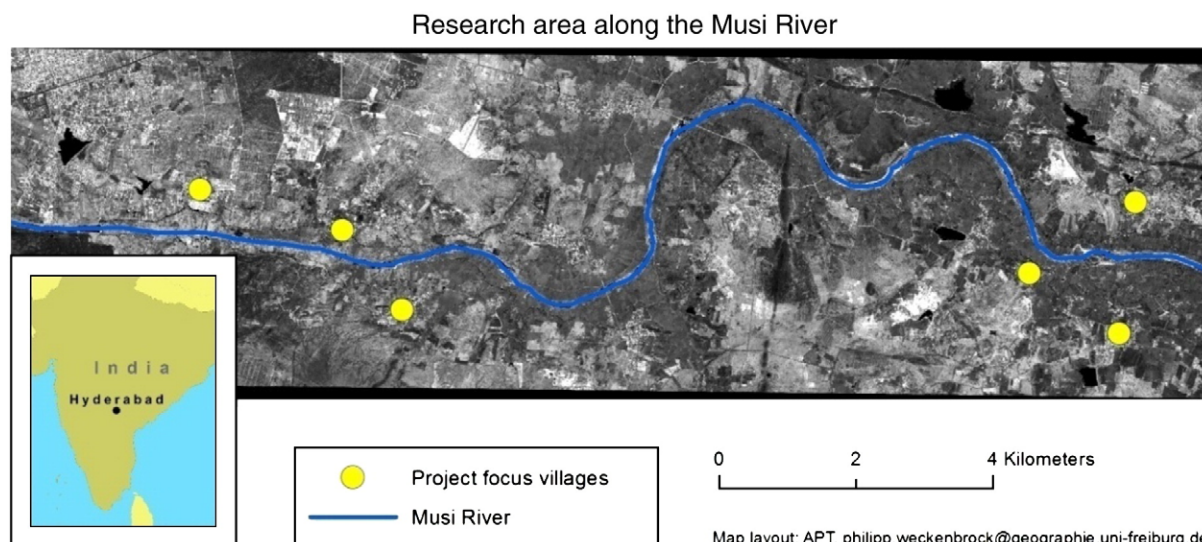 Research area along the Musi River
India
Hyderabad
Project focus villages
Musi River
0 2 4 Kilometers
Map layout: APT, philipp.weckenbrock@geographie.uni-freiburg.de